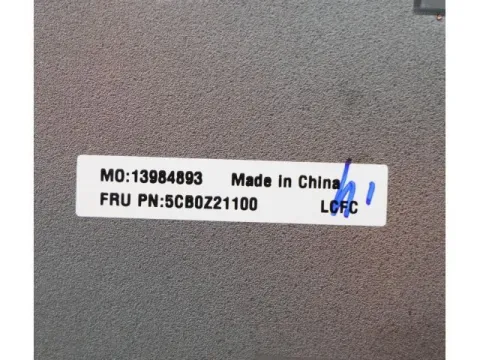 MO:13984893 Made in China
FRU PN:5CB0Z21100 LCFC